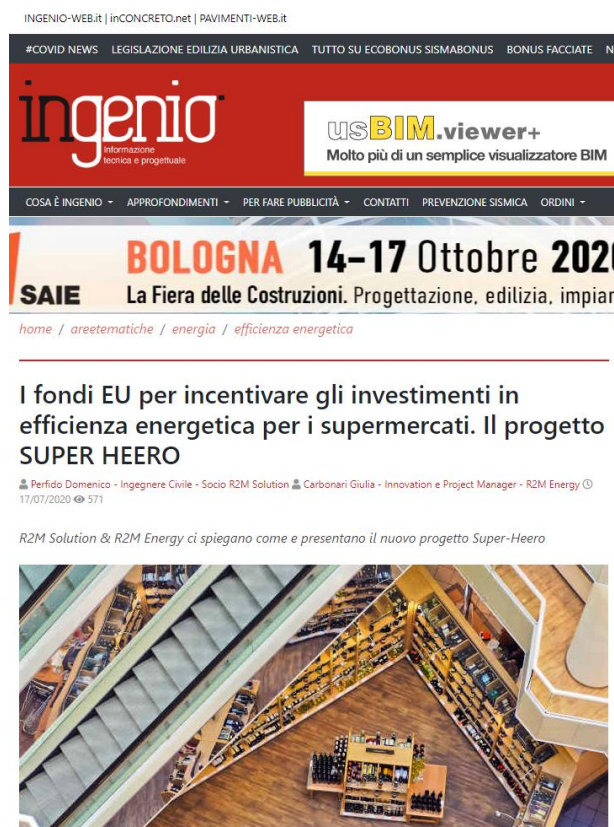 INGENIO-WEB.it | inCONCRETO.net | PAVIMENTI-WEB.it
#COVID NEWS LEGISLAZIONE EDILIZIA URBANISTICA TUTTO SU ECOBONUS SISMABONUS BONUS FACCIATE N
ingenio
Informazione
tecnica e progettuale
usBIM.viewer+
Molto più di un semplice visualizzatore BIM
COSA È INGENIO APPROFONDIMENTI PER FARE PUBBLICITÀ CONTATTI PREVENZIONE SISMICA ORDINI
SAIE
BOLOGNA 14-17 Ottobre 2020
La Fiera delle Costruzioni. Progettazione, edilizia, impian
home / areetematiche / energia / efficienza energetica
I fondi EU per incentivare gli investimenti in
efficienza energetica per i supermercati. Il progetto
SUPER HEERO
Perfido Domenico - Ingegnere Civile - Socio R2M Solution Carbonari Giulia - Innovation e Project Manager - R2M Energy
17/07/2020 571
R2M Solution & R2M Energy ci spiegano come e presentano il nuovo progetto Super-Heero